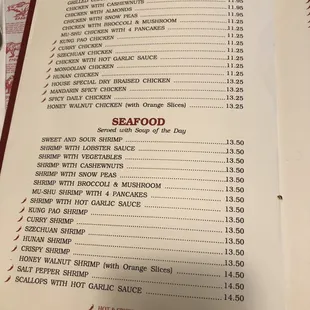 CHICKEN WITH CASHEWNUTS
CHICKEN WITH ALMONDS 11.25
CHICKEN WITH SNOW PEAS 11.25
CHICKEN WITH BROCCOLI & MUSHROOM 11.25
MU-SHU CHICKEN WITH 4 PANCAKES 11.25
KUNG PAO CHICKEN 11.25
CURRY CHICKEN 11.25
SZECHUAN CHICKEN 11.25
CHICKEN WITH HOT GARLIC SAUCE 11.25
MONGOLIAN CHICKEN 11.25
HUNAN CHICKEN 11.25
HOUSE SPECIAL DRY BRAISED CHICKEN
MANDARIN SPICY CHICKEN 13.25
SPICY DAILY CHICKEN 13.25
HONEY WALNUT CHICKEN (with Orange Slices) 13.25
SEAFOOD
Served with Soup of the Day
SWEET AND SOUR SHRIMP 13.50
SHRIMP WITH LOBSTER SAUCE 13.50
SHRIMP WITH VEGETABLES 13.50
SHRIMP WITH CASHEWNUTS 13.50
SHRIMP WITH SNOW PEAS 13.50
SHRIMP WITH BROCCOLI & MUSHROOM 13.50
MU-SHU SHRIMP WITH 4 PANCAKES 13.50
SHRIMP WITH HOT GARLIC SAUCE 13.50
KUNG PAO SHRIMP 13.50
CURRY SHRIMP 13.50
SZECHUAN SHRIMP 13.50
HUNAN SHRIMP 13.50
CRISPY SHRIMP 13.50
HONEY WALNUT SHRIMP (with Orange Slices) 14.50
SALT PEPPER SHRIMP 14.50
SCALLOPS WITH HOT GARLIC SAUCE 14.50